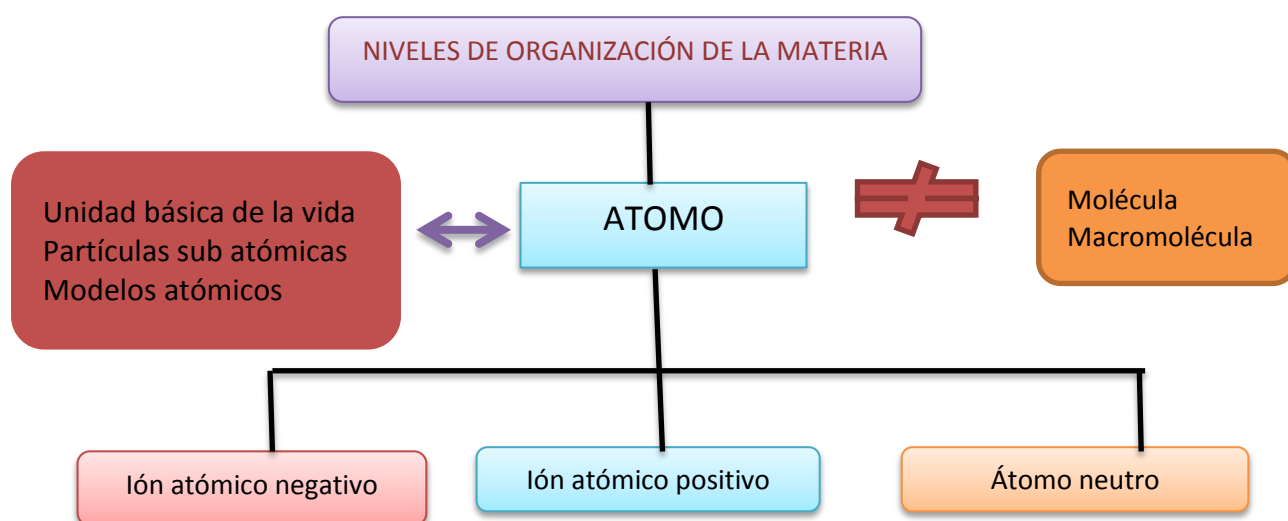 NIVELES DE ORGANIZACIÓN DE LA MATERIA
Unidad básica de la vida
Partículas sub atómicas
Modelos atómicos
ATOMO
Molécula
Macromolécula
Ión atómico negativo
Ión atómico positivo
Átomo neutro